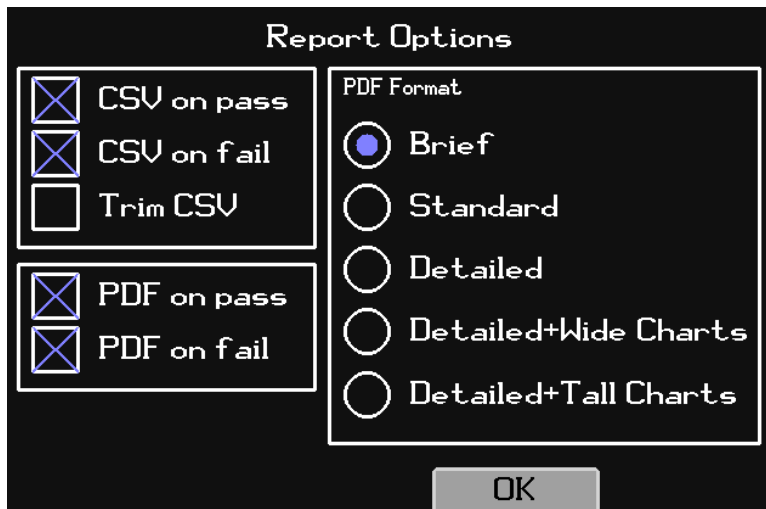 Report Options
CSV on pass
CSV on fail
Trim CSV
PDF on pass
PDF on fail
PDF Format
Brief
Standard
Detailed
Detailed+Wide Charts
Detailed+Tall Charts
OK